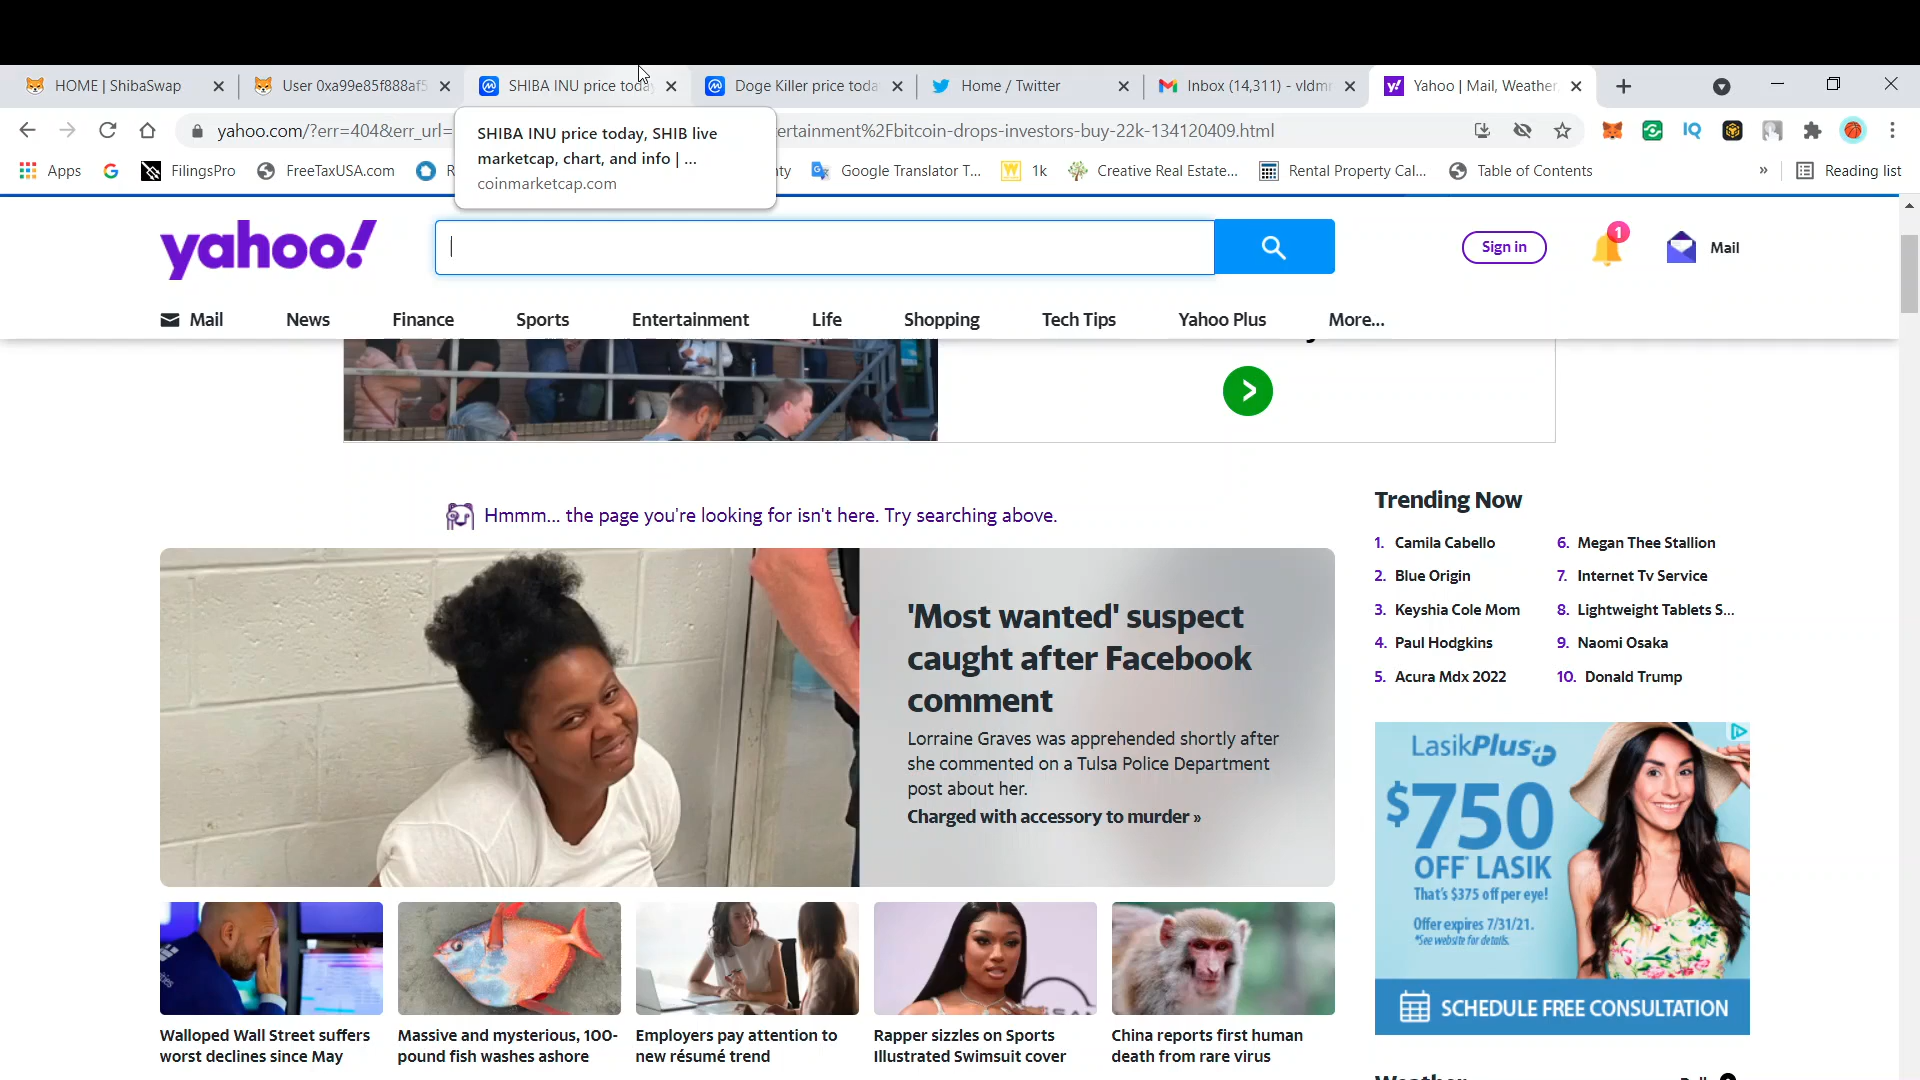 HOME | ShibaSwap
User 0xa99e85f888af5
SHIBA INU price toda
Doge Killer price toda
Home / Twitter
Inbox (14,311) - vldmr
Yahoo | Mail, Weather
yahoo.com/?err=404&err_url=
ertainment%2Fbitcoin-drops-investors-buy-22k-134120409.html
SHIBA INU price today, SHIB live
marketcap, chart, and info | ...
coinmarketcap.com
Apps
FilingsPro
FreeTaxUSA.com
R
ty
Google Translator T...
W
1k
Creative Real Estate...
Rental Property Cal...
Table of Contents
»
Reading list
IQ
yahoo!
Sign in
1
Mail
Mail
News
Finance
Sports
Entertainment
Life
Shopping
Tech Tips
Yahoo Plus
More...
Hmmm... the page you're looking for isn't here. Try searching above.
'Most wanted' suspect
caught after Facebook
comment
Lorraine Graves was apprehended shortly after
she commented on a Tulsa Police Department
post about her.
Charged with accessory to murder »
Trending Now
1. Camila Cabello
2. Blue Origin
3. Keyshia Cole Mom
4. Paul Hodgkins
5. Acura Mdx 2022
6. Megan Thee Stallion
7. Internet Tv Service
8. Lightweight Tablets S...
9. Naomi Osaka
10. Donald Trump
LasikPlus
$750
OFF* LASIK
That's $375 off per eye!
Offer expires 7/31/21.
*See website for details.
SCHEDULE FREE CONSULTATION
Walloped Wall Street suffers
worst declines since May
Massive and mysterious, 100-
pound fish washes ashore
Employers pay attention to
new résumé trend
Rapper sizzles on Sports
Illustrated Swimsuit cover
China reports first human
death from rare virus
Weather